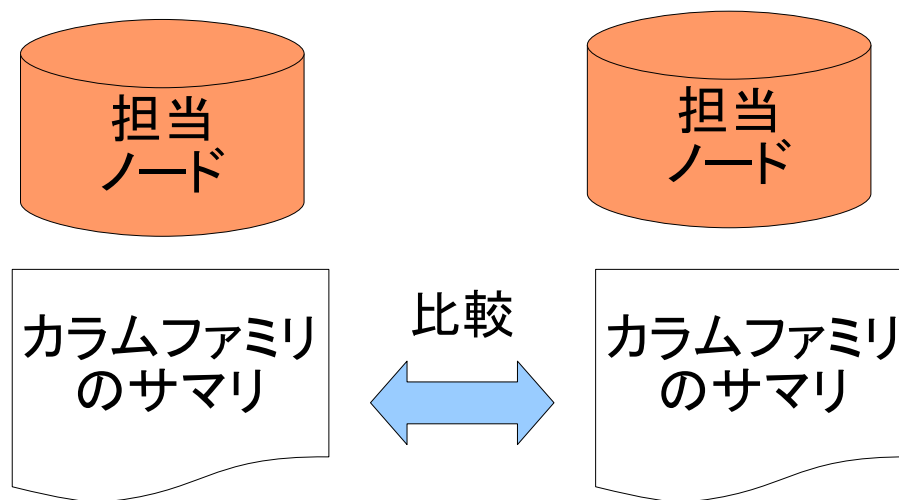 担当
ノード
担当
ノード
カラムファミリ
のサマリ
比較
カラムファミリ
のサマリ